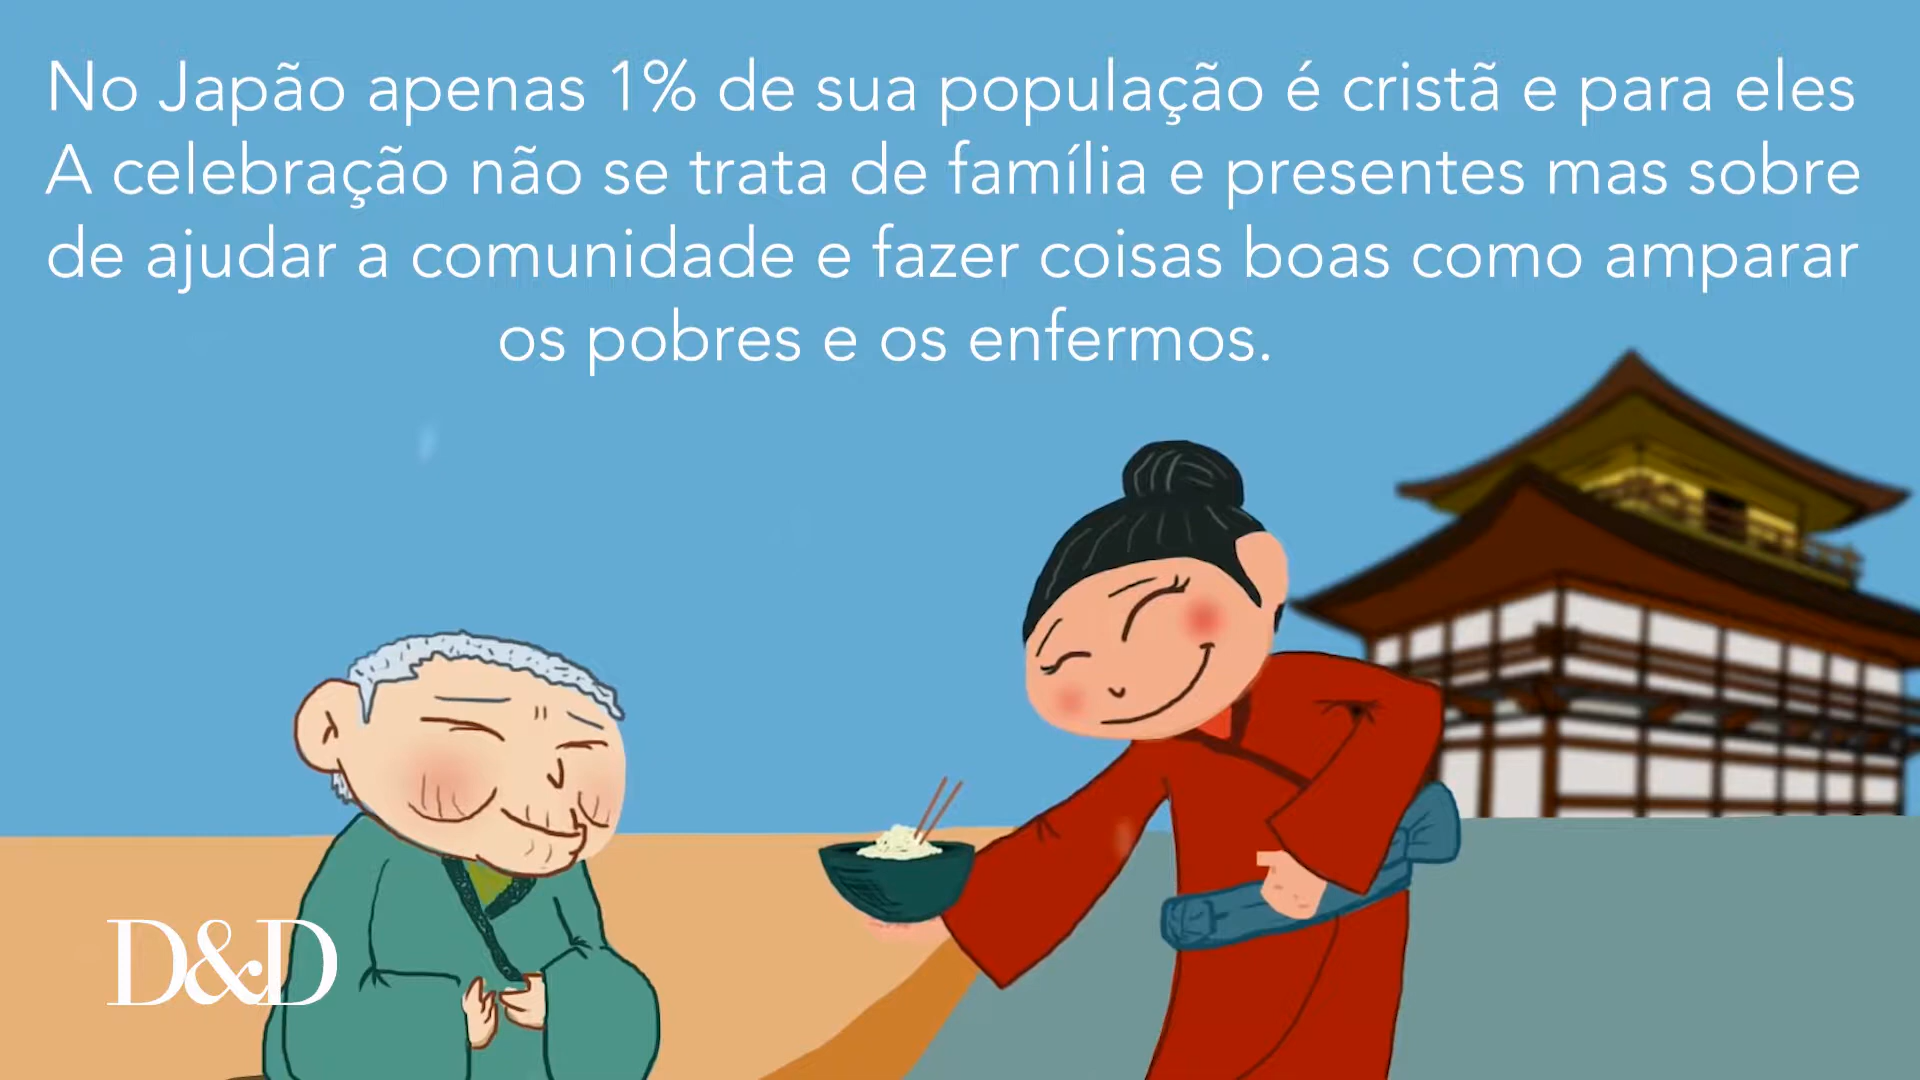 No Japão apenas 1% de sua população é cristã e para eles
A celebração não se trata de família e presentes mas sobre
de ajudar a comunidade e fazer coisas boas como amparar
os pobres e os enfermos.
D&D